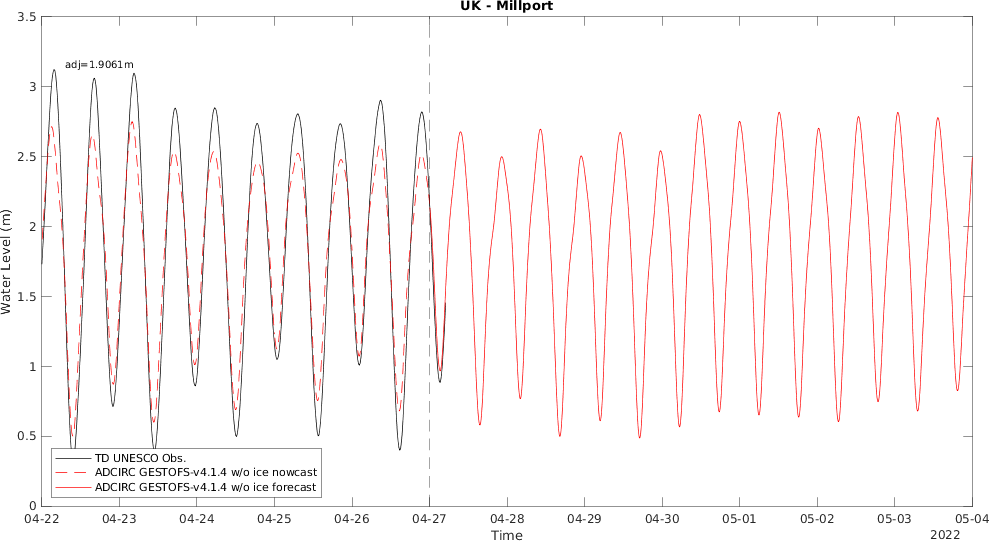 UK - Millport
adj=1.9061m
Water Level (m)
3.5
3
2.5
2
1.5
1
0.5
0
TD UNESCO Obs.
ADCIRC GESTOFS-v4.1.4 w/o ice nowcast
ADCIRC GESTOFS-v4.1.4 w/o ice forecast
04-22 04-23 04-24 04-25 04-26 04-27 04-28 04-29 04-30 05-01 05-02 05-03 05-04
Time
2022